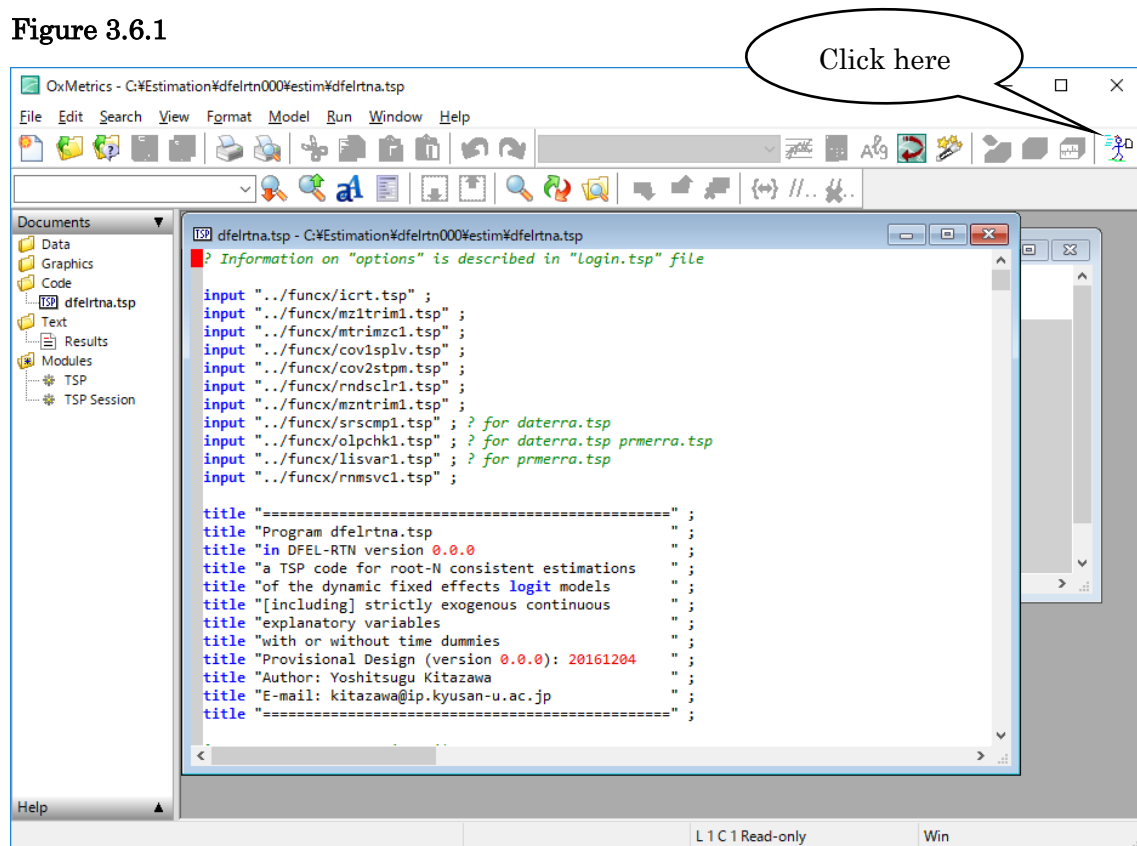 Figure 3.6.1
Click here
OxMetrics - C:¥Estimation¥dfelrtn000¥estim¥dfelrtna.tsp
File Edit Search View Format Model Run Window Help
Documents
Data
Graphics
Code
TSP dfelrtna.tsp
Text
Results
Modules
TSP
TSP Session
Help
TSP dfelrtna.tsp - C:¥Estimation¥dfelrtn000¥estim¥dfelrtna.tsp
? Information on "options" is described in "login.tsp" file
input "../funcx/icrt.tsp" ;
input "../funcx/mz1trim1.tsp" ;
input "../funcx/mtrimzc1.tsp" ;
input "../funcx/cov1splv.tsp" ;
input "../funcx/cov2stpm.tsp" ;
input "../funcx/rndsclr1.tsp" ;
input "../funcx/mzntrim1.tsp" ;
input "../funcx/srscmp1.tsp" ; ? for daterra.tsp
input "../funcx/olpchk1.tsp" ; ? for daterra.tsp prmerra.tsp
input "../funcx/lisvar1.tsp" ; ? for prmerra.tsp
input "../funcx/rnmsvc1.tsp" ;
title "=================================================" ;
title "Program dfelrtna.tsp " ;
title "in DFEL-RTN version 0.0.0 " ;
title "a TSP code for root-N consistent estimations " ;
title "of the dynamic fixed effects logit models " ;
title "[including] strictly exogenous continuous " ;
title "explanatory variables " ;
title "with or without time dummies " ;
title "Provisional Design (version 0.0.0): 20161204 " ;
title "Author: Yoshitsugu Kitazawa " ;
title "E-mail: kitazawa@ip.kyusan-u.ac.jp " ;
title "=================================================" ;
L 1 C 1 Read-only
Win